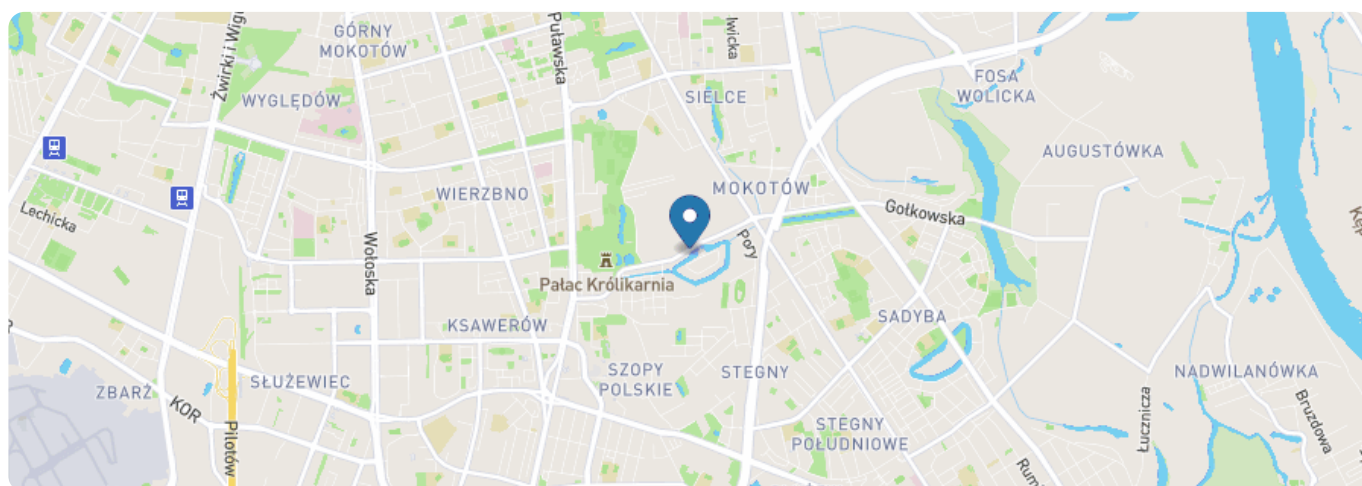 Żwirki i Wigu
GÓRNY
MOKOTÓW
Puławska
Iwicka
WYGLĘDÓW
SIELCE
FOSA
WOLICKA
AUGUSTÓWKA
WIERZBNO
MOKOTÓW
Lechicka
Gołkowska
Pory
Wołoska
Pałac Królikarnia
KSAWERÓW
SADYBA
ZBARŻ
SŁUŻEWIEC
SZOPY
POLSKIE
STEGNY
NADWILANÓWKA
KOR
Pilotów
STEGNY
POŁUDNIOWE
Łucznicza
Bruzdowa